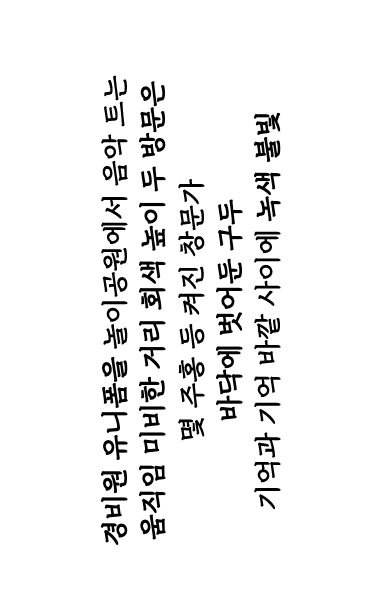 경비원 유니폼을 놀이공원에서 음악 트는
움직임 미비한 거리 회색 높이 두 방문은
몇 주홍 등 켜진 창문가
바닥에 벗어둔 구두
기억과 기억 바깥 사이에 녹색 불빛